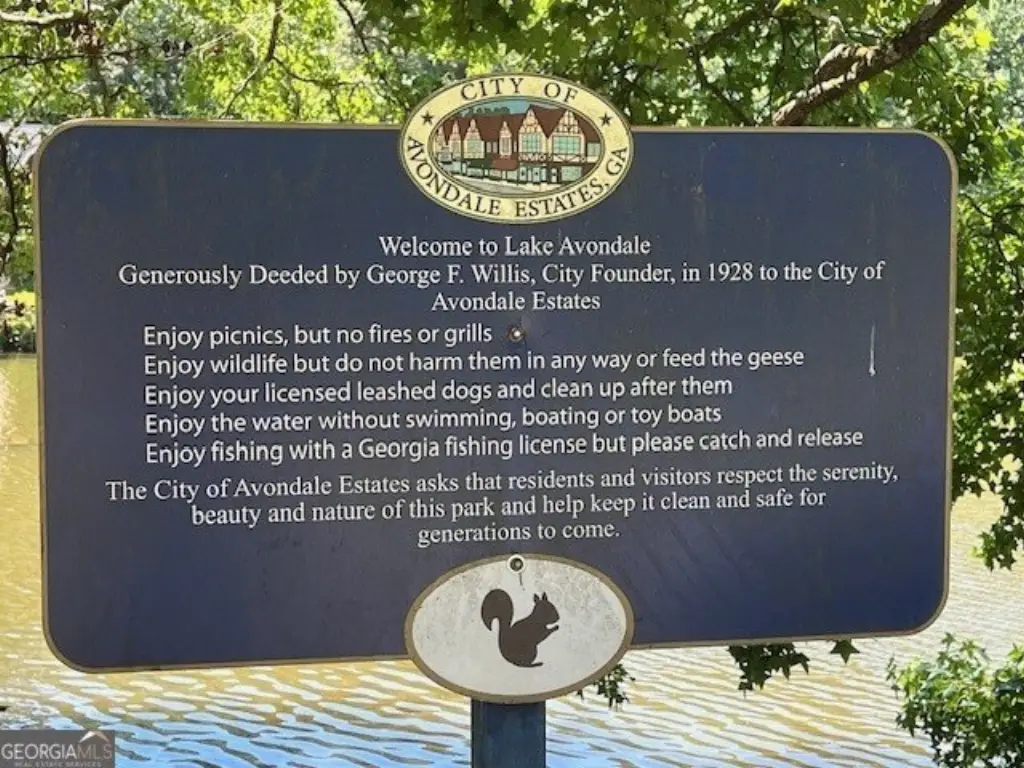 CITY OF
AVONDALE ESTATES, GA
Welcome to Lake Avondale
Generously Deeded by George F. Willis, City Founder, in 1928 to the City of
Avondale Estates
Enjoy picnics, but no fires or grills
Enjoy wildlife but do not harm them in any way or feed the geese
Enjoy your licensed leashed dogs and clean up after them
Enjoy the water without swimming, boating or toy boats
Enjoy fishing with a Georgia fishing license but please catch and release
The City of Avondale Estates asks that residents and visitors respect the serenity,
beauty and nature of this park and help keep it clean and safe for
generations to come.
GEORGIAMLS
REAL ESTATE SERVICES